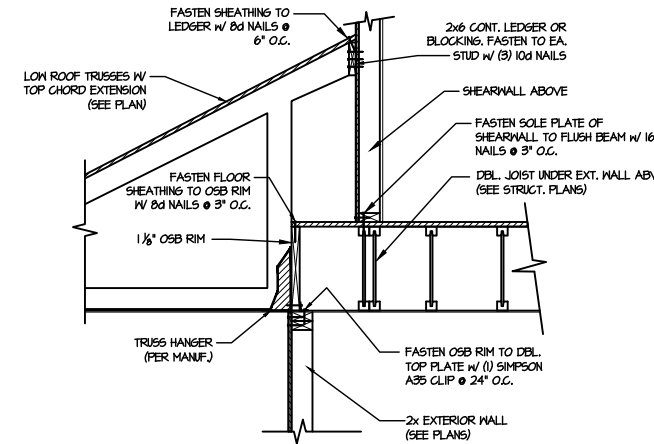 FASTEN SHEATHING TO
LEDGER W/ 8d NAILS @
6" O.C.
2x6 CONT. LEDGER OR
BLOCKING. FASTEN TO EA.
STUD W/ (3) 10d NAILS
LOW ROOF TRUSSES W/
TOP CHORD EXTENSION
(SEE PLAN)
SHEARWALL ABOVE
FASTEN SOLE PLATE OF
SHEARWALL TO FLUSH BEAM W/ 16
NAILS @ 3" O.C.
FASTEN FLOOR
SHEATHING TO OSB RIM
W/ 8d NAILS @ 3" O.C.
DBL. JOIST UNDER EXT. WALL ABV
(SEE STRUCT. PLANS)
1 1/8" OSB RIM
TRUSS HANGER
(PER MANUF.)
FASTEN OSB RIM TO DBL.
TOP PLATE W/ (1) SIMPSON
A35 CLIP @ 24" O.C.
2x EXTERIOR WALL
(SEE PLANS)